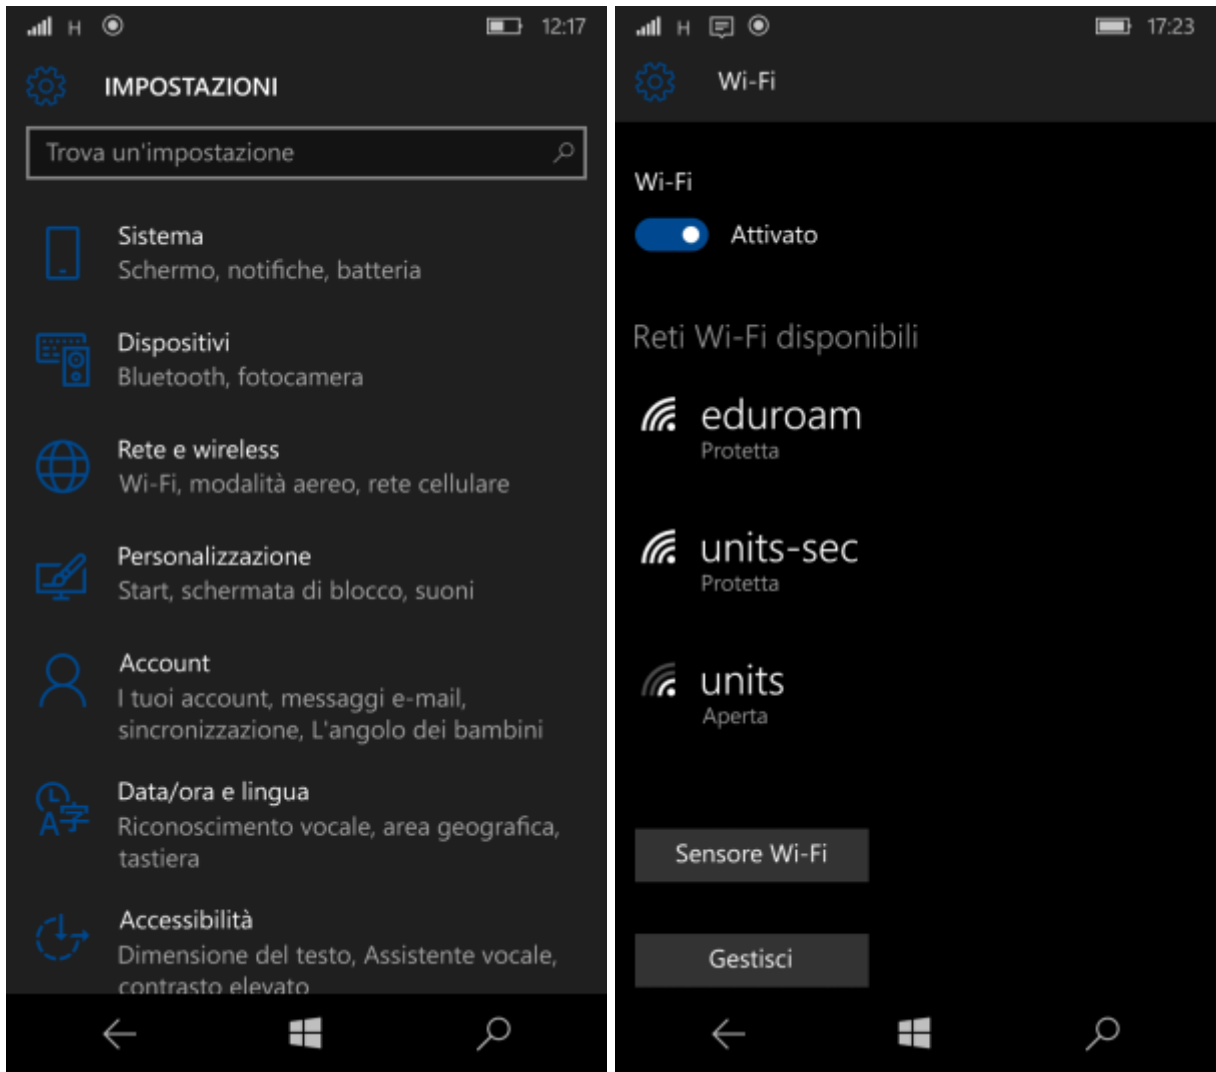 H
12:17
IMPOSTAZIONI
Trova un'impostazione
Sistema
Schermo, notifiche, batteria
Dispositivi
Bluetooth, fotocamera
Rete e wireless
Wi-Fi, modalità aereo, rete cellulare
Personalizzazione
Start, schermata di blocco, suoni
Account
I tuoi account, messaggi e-mail,
sincronizzazione, L'angolo dei bambini
A字
Data/ora e lingua
Riconoscimento vocale, area geografica,
tastiera
Accessibilità
Dimensione del testo, Assistente vocale,
contrasto elevato
H
17:23
Wi-Fi
Wi-Fi
Attivato
Reti Wi-Fi disponibili
eduroam
Protetta
units-sec
Protetta
units
Aperta
Sensore Wi-Fi
Gestisci